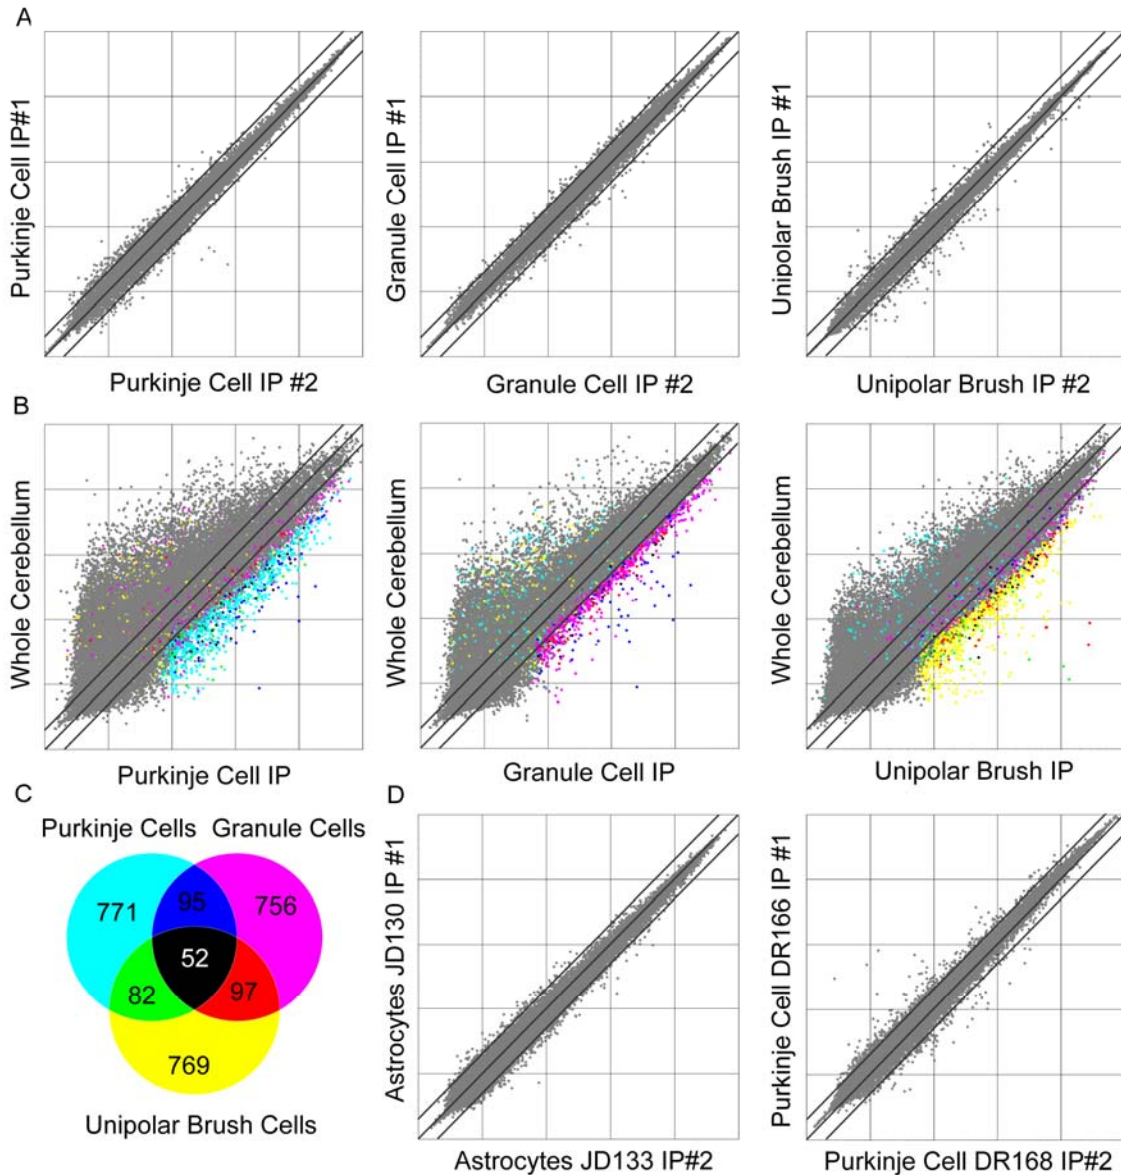 A
Purkinje Cell IP#1
Purkinje Cell IP #2
Granule Cell IP #1
Granule Cell IP #2
Unipolar Brush IP #1
Unipolar Brush IP #2
B
Whole Cerebellum
Purkinje Cell IP
Whole Cerebellum
Granule Cell IP
Whole Cerebellum
Unipolar Brush IP
C
Purkinje Cells
Granule Cells
771
95
756
52
82
97
769
Unipolar Brush Cells
D
Astrocytes JD130 IP #1
Astrocytes JD133 IP#2
Purkinje Cell DR166 IP #1
Purkinje Cell DR168 IP#2